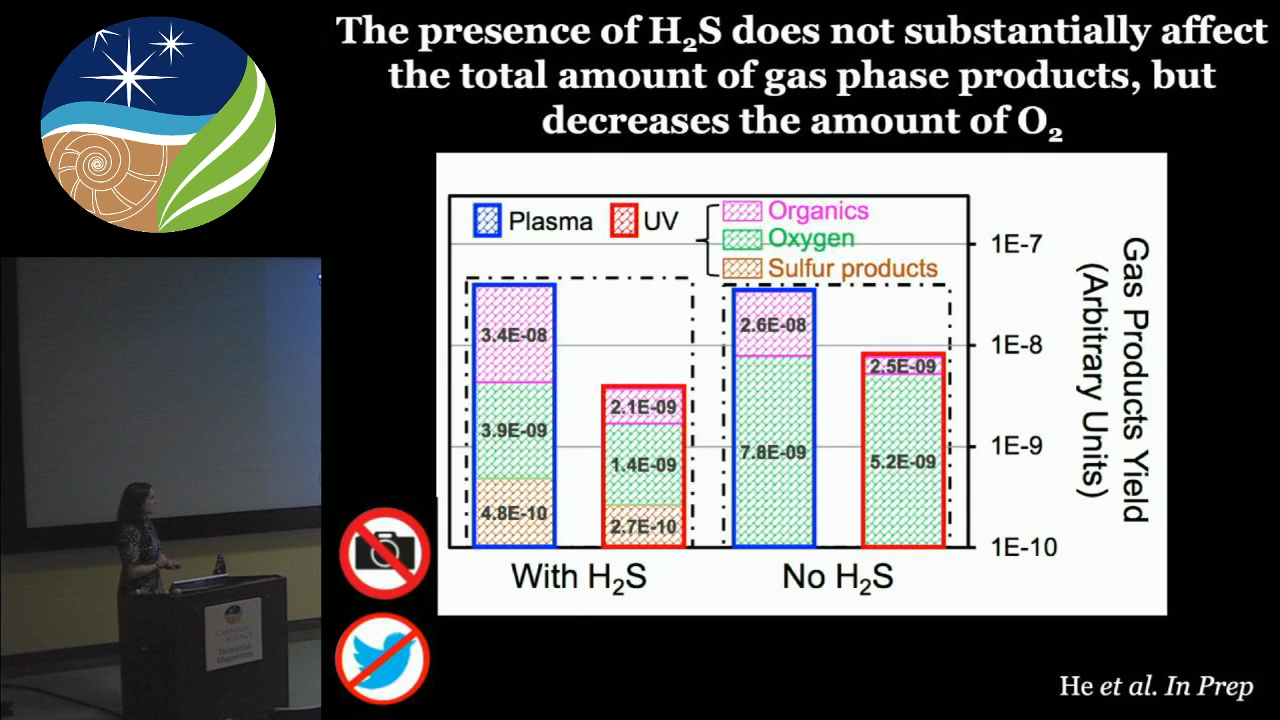 The presence of H₂S does not substantially affect
the total amount of gas phase products, but
decreases the amount of O₂
Plasma
UV
Organics
Oxygen
Sulfur products
1E-7
1E-8
1E-9
1E-10
Gas Products Yield
(Arbitrary Units)
3.4E-08
3.9E-09
4.8E-10
2.1E-09
1.4E-09
2.7E-10
2.6E-08
7.8E-09
2.5E-09
5.2E-09
With H₂S
No H₂S
CARNEGIE
SCIENCE
Terrestrial
Magnetism
He et al. In Prep